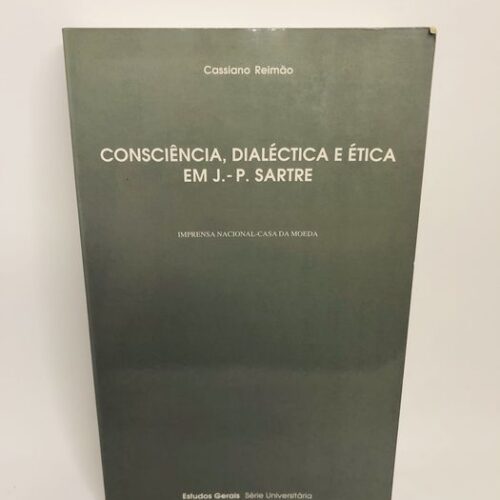 Cassiano Reimão
CONSCIÊNCIA, DIALÉCTICA E ÉTICA
EM J.-P. SARTRE
IMPRENSA NACIONAL-CASA DA MOEDA
Estudos Gerais Série Universitária